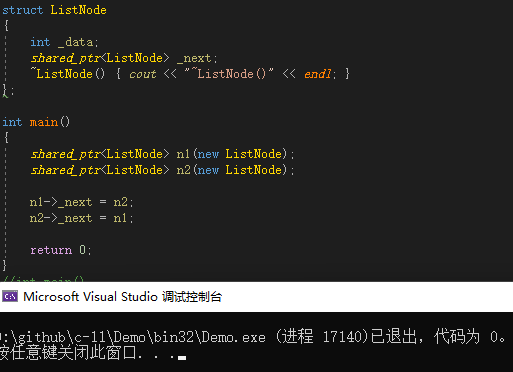 struct ListNode
{
int _data;
shared_ptr<ListNode> _next;
~ListNode() { cout << "~ListNode()" << endl; }
};
int main()
{
shared_ptr<ListNode> n1(new ListNode);
shared_ptr<ListNode> n2(new ListNode);
n1->_next = n2;
n2->_next = n1;
return 0;
}
//int main()
Microsoft Visual Studio 调试控制台
:\github\c-11\Demo\bin32\Demo.exe (进程 17140)已退出，代码为 0。
按任意键关闭此窗口. . .